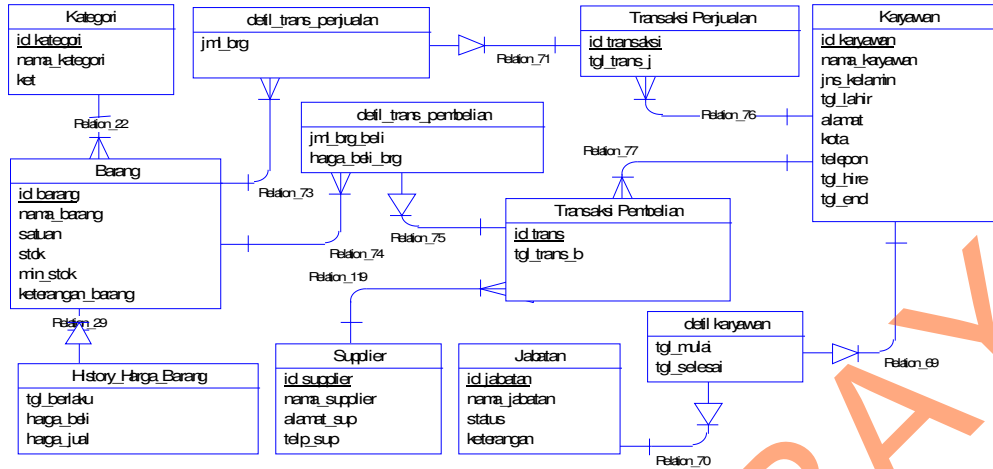 Kategori
id kategori
nama_kategori
ket
detil_trans_perjualan
jml_brg
Transaksi Perjualan
id transaksi
tgl_trans_j
Karyawan
id karyawan
nama_karyawan
jns_kelamin
tgl_lahir
alamat
kota
telepon
tgl_hire
tgl_end
Relation_71
Relation_76
Relation_22
detil_trans_pembelian
jml_brg_beli
harga_beli_brg
Relation_77
Barang
id barang
nama_barang
satuan
stok
min_stok
keterangan_barang
Relation_73
Transaksi Pembelian
id trans
tgl_trans_b
Relation_75
Relation_74
Relation_119
Relation_29
History_Harga_Barang
tgl_berlaku
harga_beli
harga_jual
Supplier
id supplier
nama_supplier
alamat_sup
telp_sup
Jabatan
id jabatan
nama_jabatan
status
keterangan
detil karyawan
tgl_mulai
tgl_selesai
Relation_69
Relation_70
RAY